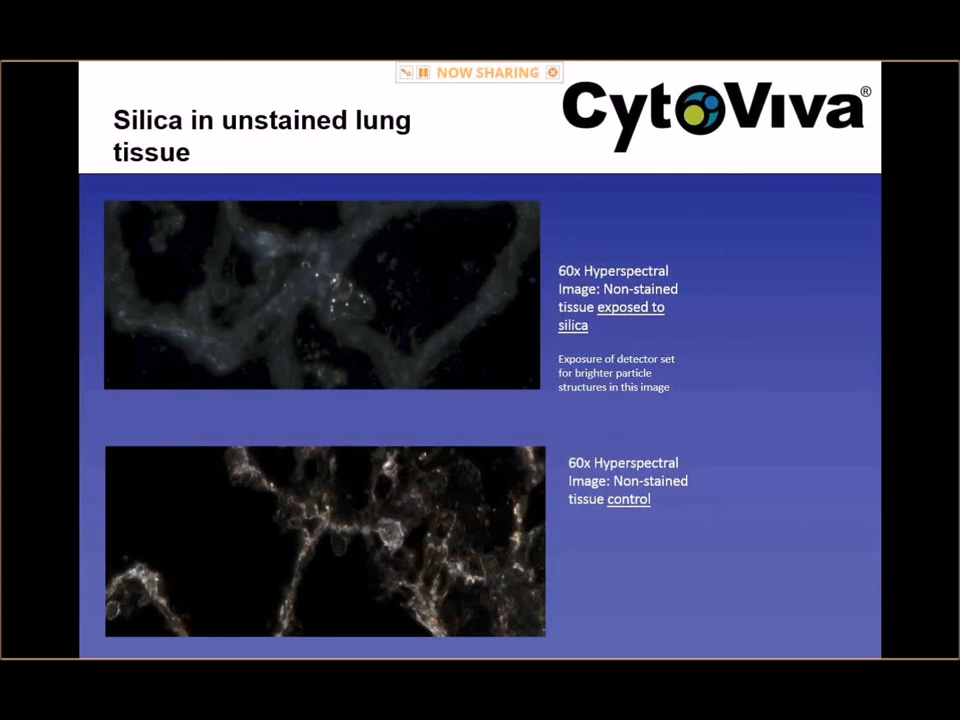 NOW SHARING
CytoViva®
Silica in unstained lung
tissue
60x Hyperspectral
Image: Non-stained
tissue exposed to
silica
Exposure of detector set
for brighter particle
structures in this image
60x Hyperspectral
Image: Non-stained
tissue control